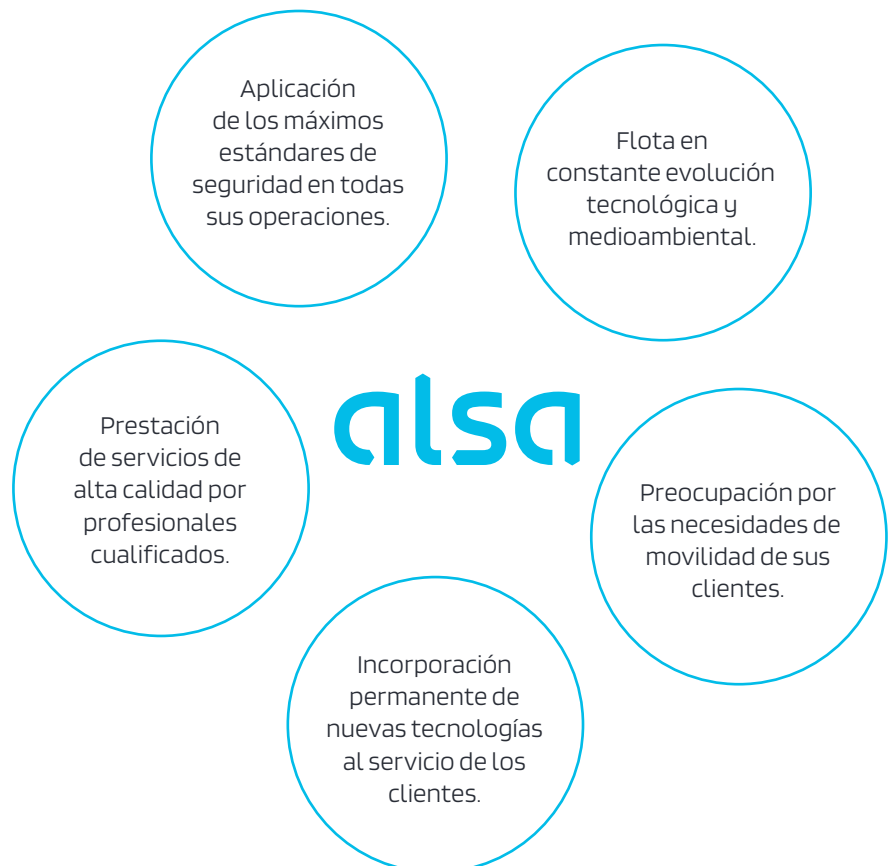 Aplicación
de los máximos
estándares de
seguridad en todas
sus operaciones.
Flota en
constante evolución
tecnológica y
medioambiental.
Prestación
de servicios de
alta calidad por
profesionales
cualificados.
alsa
Preocupación por
las necesidades de
movilidad de sus
clientes.
Incorporación
permanente de
nuevas tecnologías
al servicio de los
clientes.